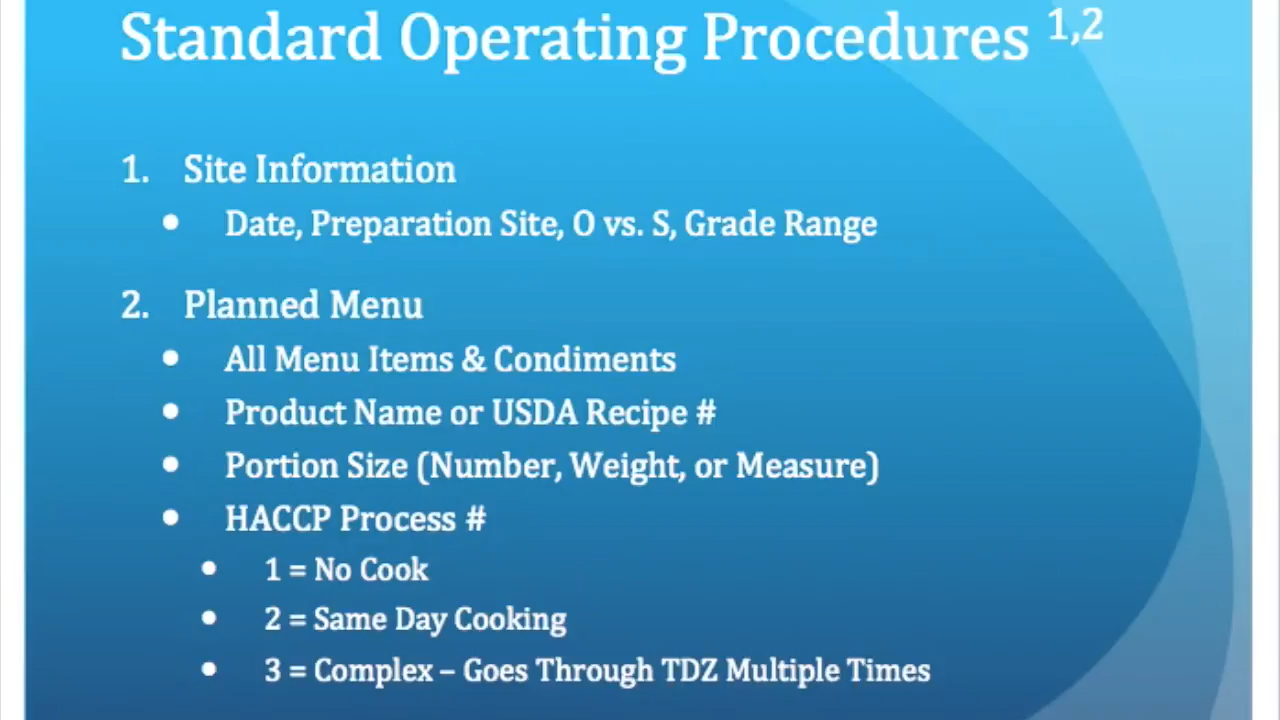 Standard Operating Procedures 1,2
1. Site Information
• Date, Preparation Site, O vs. S, Grade Range
2. Planned Menu
• All Menu Items & Condiments
• Product Name or USDA Recipe #
• Portion Size (Number, Weight, or Measure)
• HACCP Process #
• 1 = No Cook
• 2 = Same Day Cooking
• 3 = Complex – Goes Through TDZ Multiple Times